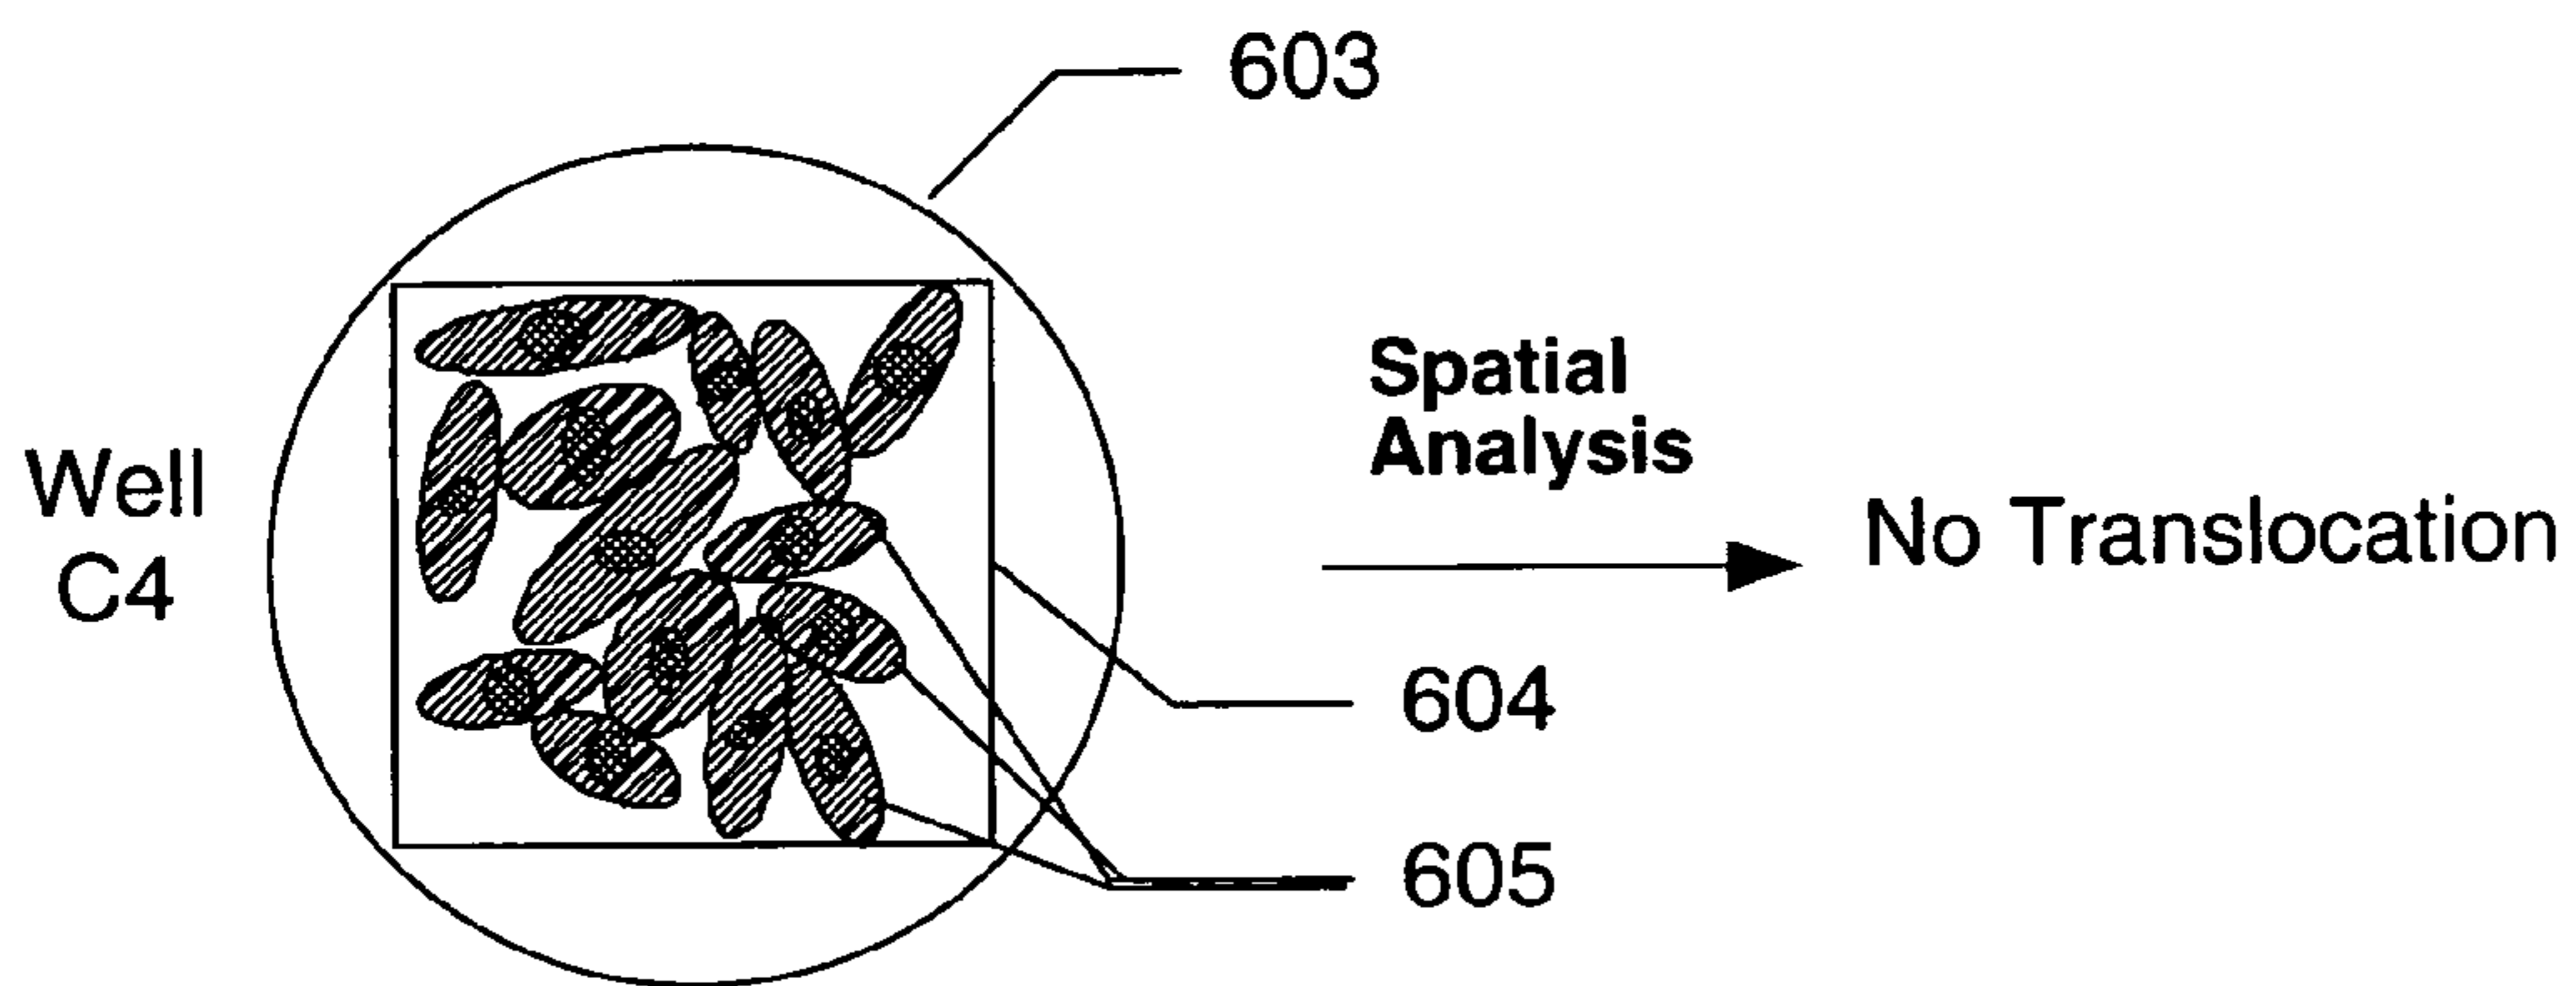 603
Well
C4
Spatial
Analysis
No Translocation
604
605